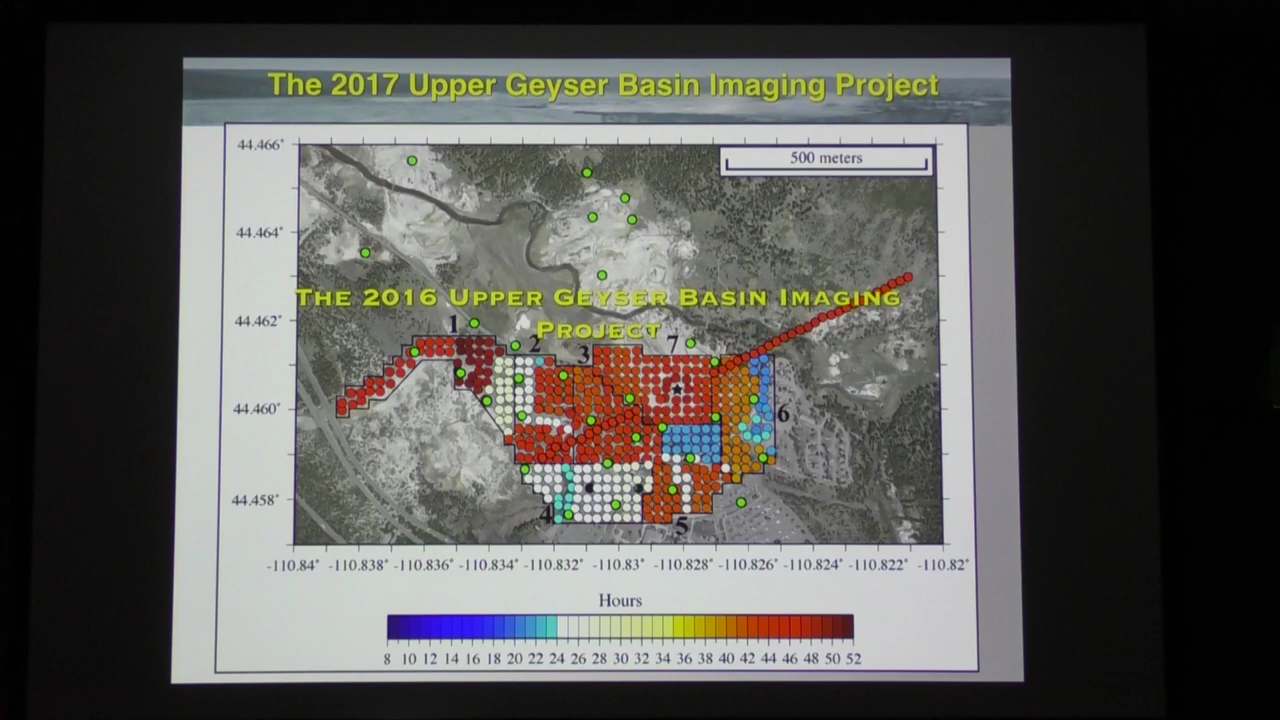 The 2017 Upper Geyser Basin Imaging Project
44.466°
500 meters
44.464°
The 2016 Upper Geyser Basin Imaging
Project
44.462°
1
2
3
7
44.460°
6
44.458°
4
5
-110.84° -110.838° -110.836° -110.834° -110.832° -110.83° -110.828° -110.826° -110.824° -110.822° -110.82°
Hours
8 10 12 14 16 18 20 22 24 26 28 30 32 34 36 38 40 42 44 46 48 50 52